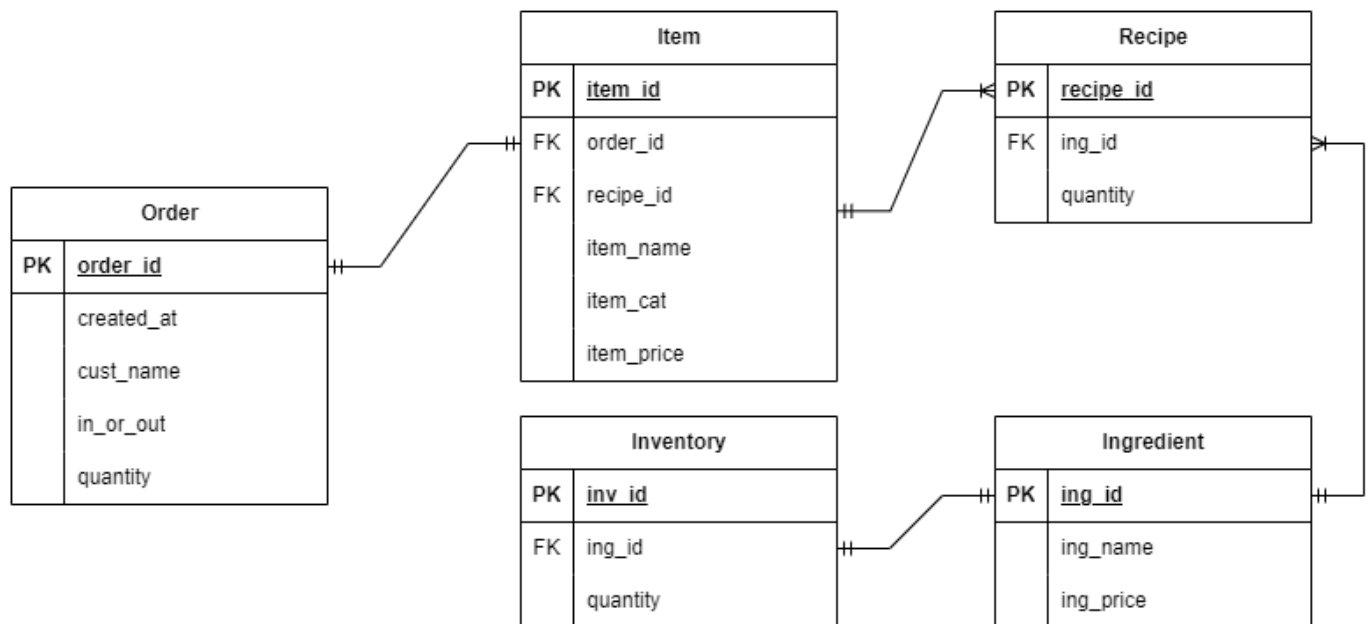 Order
PK order_id
created_at
cust_name
in_or_out
quantity
Item
PK item_id
FK order_id
FK recipe_id
item_name
item_cat
item_price
Recipe
PK recipe_id
FK ing_id
quantity
Inventory
PK inv_id
FK ing_id
quantity
Ingredient
PK ing_id
ing_name
ing_price